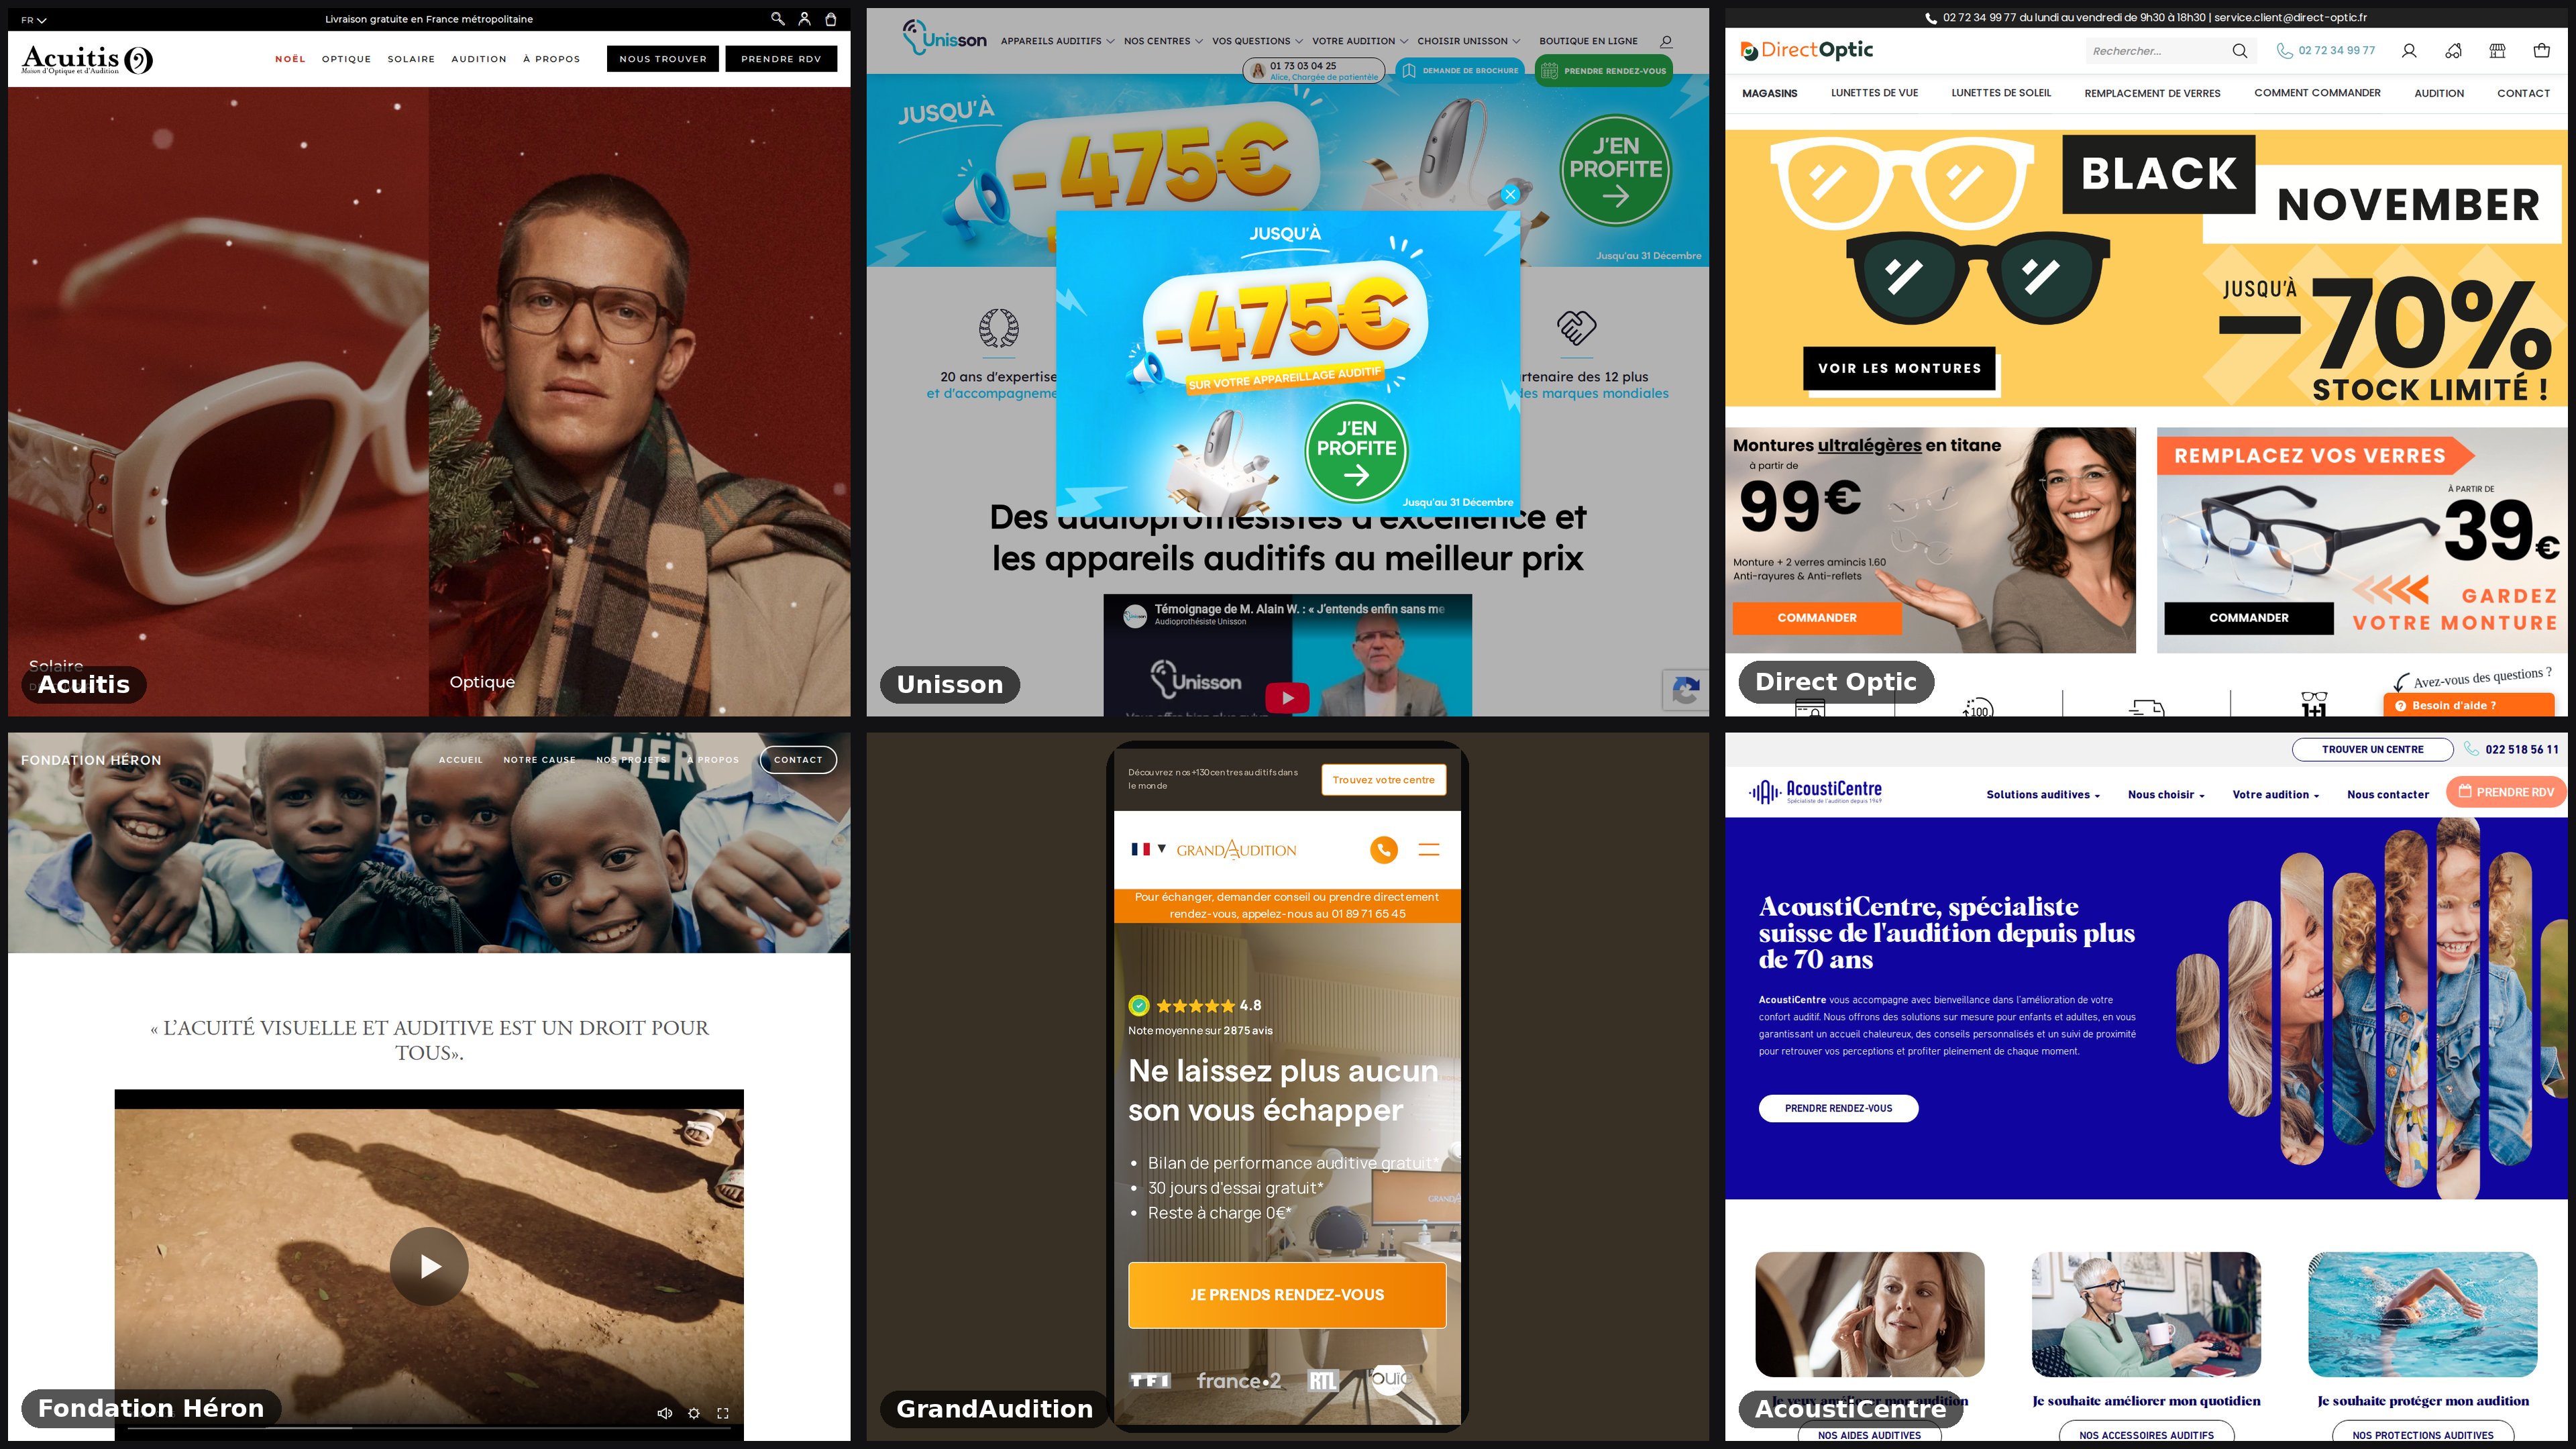 FR
Livraison gratuite en France métropolitaine
Acuitis
Maison d'Optique et d'Audition
NOËL OPTIQUE SOLAIRE AUDITION À PROPOS NOUS TROUVER PRENDRE RDV
Solaire
Optique
Acuitis
Unisson
APPAREILS AUDITIFS NOS CENTRES VOS QUESTIONS VOTRE AUDITION CHOISIR UNISSON BOUTIQUE EN LIGNE
01 73 03 04 25
Alice, Chargée de patientèle
DEMANDE DE BROCHURE
PRENDRE RENDEZ-VOUS
JUSQU'À
-475€
J'EN
PROFITE
Jusqu'au 31 Décembre
JUSQU'À
-475€
SUR VOTRE APPAREILLAGE AUDITIF
J'EN
PROFITE
Jusqu'au 31 Décembre
20 ans d'expertise
et d'accompagneme
rtenaire des 12 plus
des marques mondiales
Des audioprothésistes d'excellence et
les appareils auditifs au meilleur prix
Témoignage de M. Alain W. : « J'entends enfin sans me
Audioprothésiste Unisson
Unisson
Unisson
02 72 34 99 77 du lundi au vendredi de 9h30 à 18h30 | service.client@direct-optic.fr
DirectOptic
Rechercher...
02 72 34 99 77
MAGASINS LUNETTES DE VUE LUNETTES DE SOLEIL REMPLACEMENT DE VERRES COMMENT COMMANDER AUDITION CONTACT
BLACK
NOVEMBER
JUSQU'À
-70%
STOCK LIMITÉ !
VOIR LES MONTURES
Montures ultralégères en titane
à partir de
99€
Monture + 2 verres amincis 1.60
Anti-rayures & Anti-reflets
COMMANDER
REMPLACEZ VOS VERRES
À PARTIR DE
39€
GARDEZ
VOTRE MONTURE
COMMANDER
Avez-vous des questions ?
Besoin d'aide ?
100
1+1
Direct Optic
FONDATION HÉRON
ACCUEIL NOTRE CAUSE NOS PROJETS À PROPOS CONTACT
HER
« L'ACUITÉ VISUELLE ET AUDITIVE EST UN DROIT POUR
TOUS».
Fondation Héron
Découvrez nos +130 centres auditifs dans
le monde
Trouvez votre centre
GRANDAUDITION
Pour échanger, demander conseil ou prendre directement
rendez-vous, appelez-nous au 01 89 71 65 45
4.8
Note moyenne sur 2875 avis
Ne laissez plus aucun
son vous échapper
• Bilan de performance auditive gratuit*
• 30 jours d'essai gratuit*
• Reste à charge 0€*
JE PRENDS RENDEZ-VOUS
TF1 france•2 RTL OUI
GrandAudition
TROUVER UN CENTRE
022 518 56 11
AcoustiCentre
Spécialiste de l'audition depuis 1949
Solutions auditives Nous choisir Votre audition Nous contacter PRENDRE RDV
AcoustiCentre, spécialiste
suisse de l'audition depuis plus
de 70 ans
AcoustiCentre vous accompagne avec bienveillance dans l'amélioration de votre
confort auditif. Nous offrons des solutions sur mesure pour enfants et adultes, en vous
garantissant un accueil chaleureux, des conseils personnalisés et un suivi de proximité
pour retrouver vos perceptions et profiter pleinement de chaque moment.
PRENDRE RENDEZ-VOUS
Je veux améliorer mon audition
Je souhaite améliorer mon quotidien
Je souhaite protéger mon audition
AcoustiCentre
NOS AIDES AUDITIVES
NOS ACCESSOIRES AUDITIFS
NOS PROTECTIONS AUDITIVES